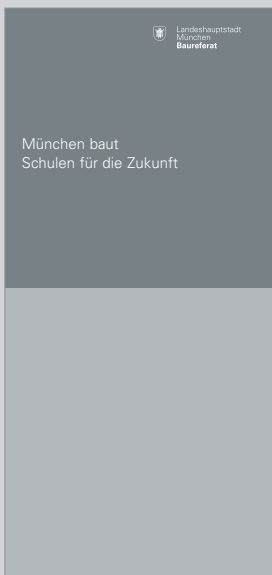 Landeshauptstadt
München
Baureferat
München baut
Schulen für die Zukunft